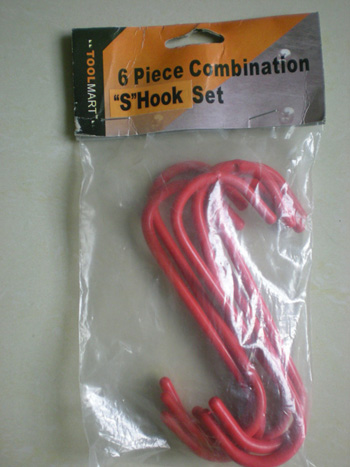 "TOOLMART"
6 Piece Combination
"S"Hook Set